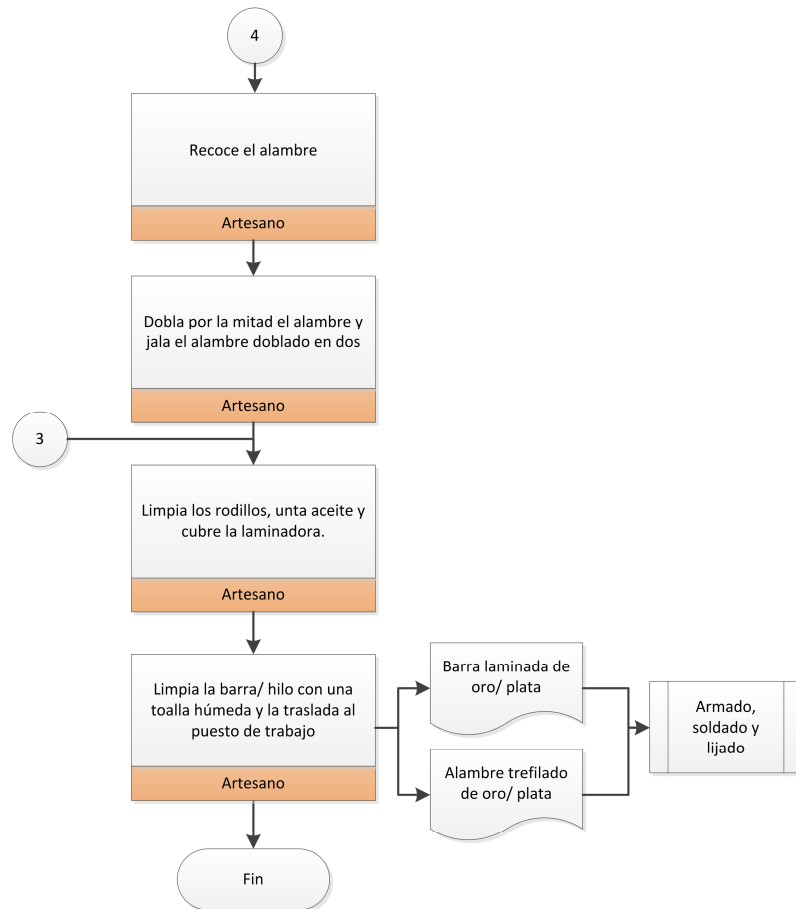 4
Recoce el alambre
Artesano
Dobla por la mitad el alambre y
jala el alambre doblado en dos
Artesano
3
Limpia los rodillos, unta aceite y
cubre la laminadora.
Artesano
Limpia la barra/ hilo con una
toalla húmeda y la traslada al
puesto de trabajo
Artesano
Barra laminada de
oro/ plata
Alambre trefilado
de oro/ plata
Armado,
soldado y
lijado
Fin